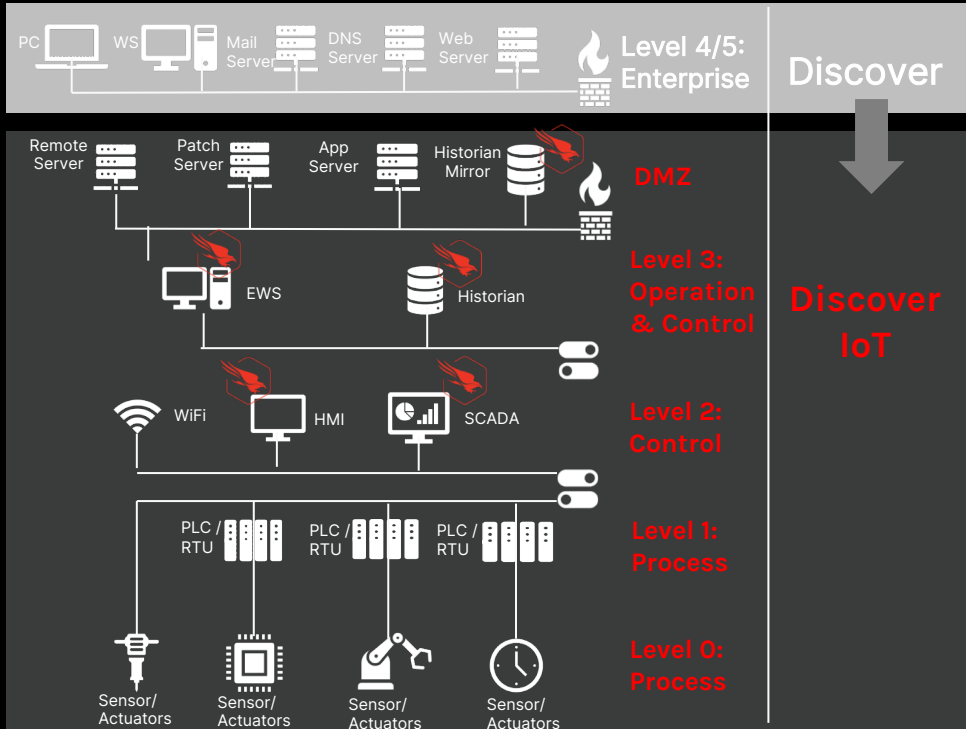 PC
WS
Mail
Server
DNS
Server
Web
Server
Level 4/5:
Enterprise
Discover
Remote
Server
Patch
Server
App
Server
Historian
Mirror
DMZ
EWS
Historian
Level 3:
Operation
& Control
Discover
IoT
WiFi
HMI
SCADA
Level 2:
Control
PLC /
RTU
PLC /
RTU
PLC /
RTU
Level 1:
Process
Sensor/
Actuators
Sensor/
Actuators
Sensor/
Actuators
Sensor/
Actuators
Level 0:
Process